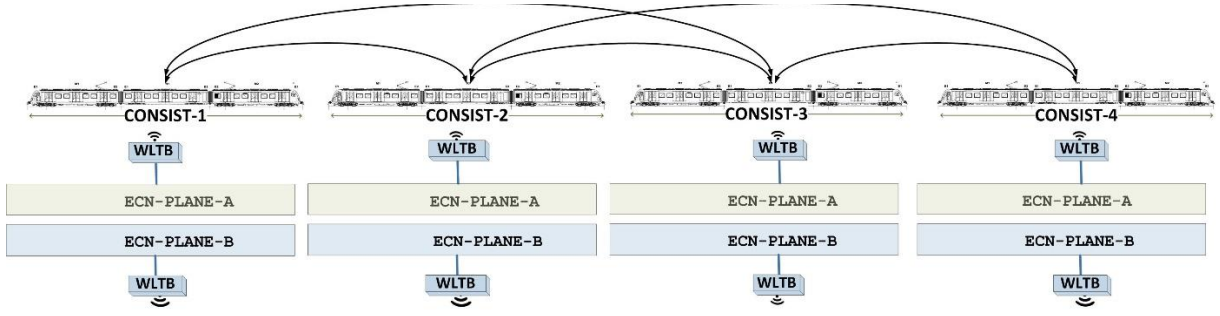 CONSIST-1 CONSIST-2 CONSIST-3 CONSIST-4
WLTB WLTB WLTB WLTB
ECN-PLANE-A ECN-PLANE-A ECN-PLANE-A ECN-PLANE-A
ECN-PLANE-B ECN-PLANE-B ECN-PLANE-B ECN-PLANE-B
WLTB WLTB WLTB WLTB